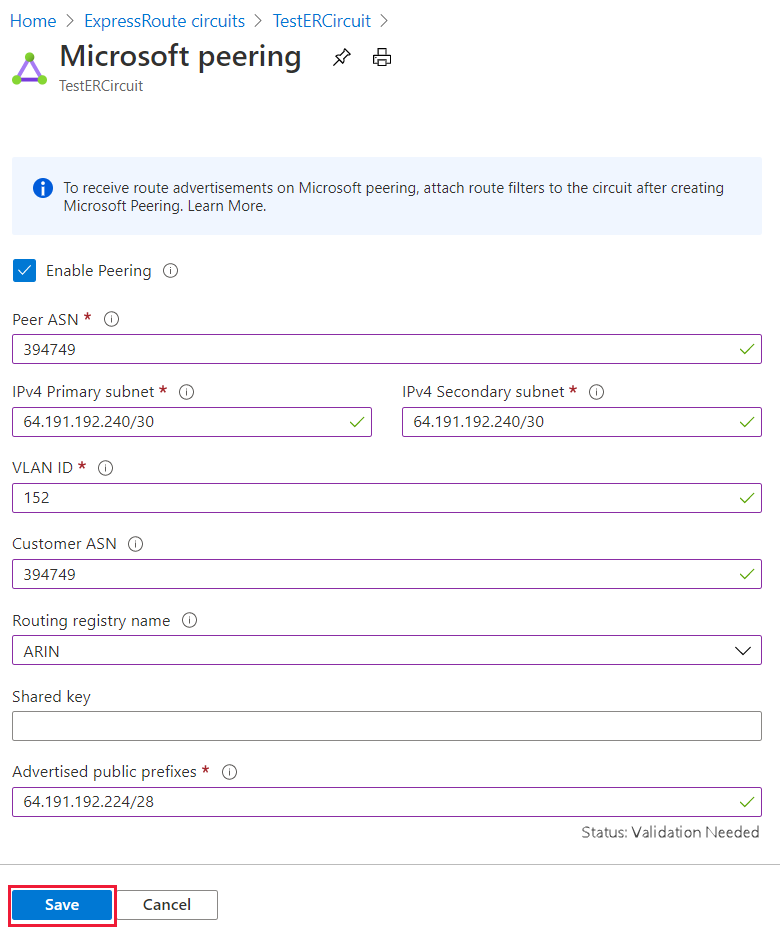 Home > ExpressRoute circuits > TestERCircuit >
Microsoft peering
TestERCircuit
To receive route advertisements on Microsoft peering, attach route filters to the circuit after creating
Microsoft Peering. Learn More.
Enable Peering
Peer ASN *
394749
IPv4 Primary subnet * IPv4 Secondary subnet *
64.191.192.240/30 64.191.192.240/30
VLAN ID *
152
Customer ASN
394749
Routing registry name
ARIN
Shared key
Advertised public prefixes *
64.191.192.224/28
Status: Validation Needed
Save Cancel